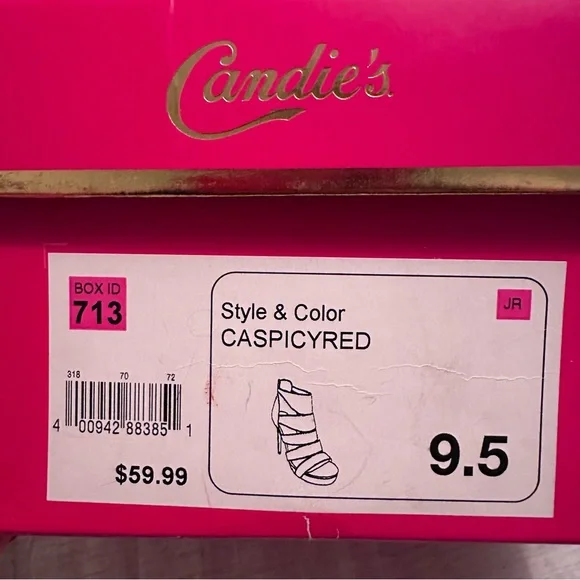 Candie's
BOX ID
713
Style & Color
JR
CASPICYRED
318 70 72
4 00942 88385 1
$59.99
9.5